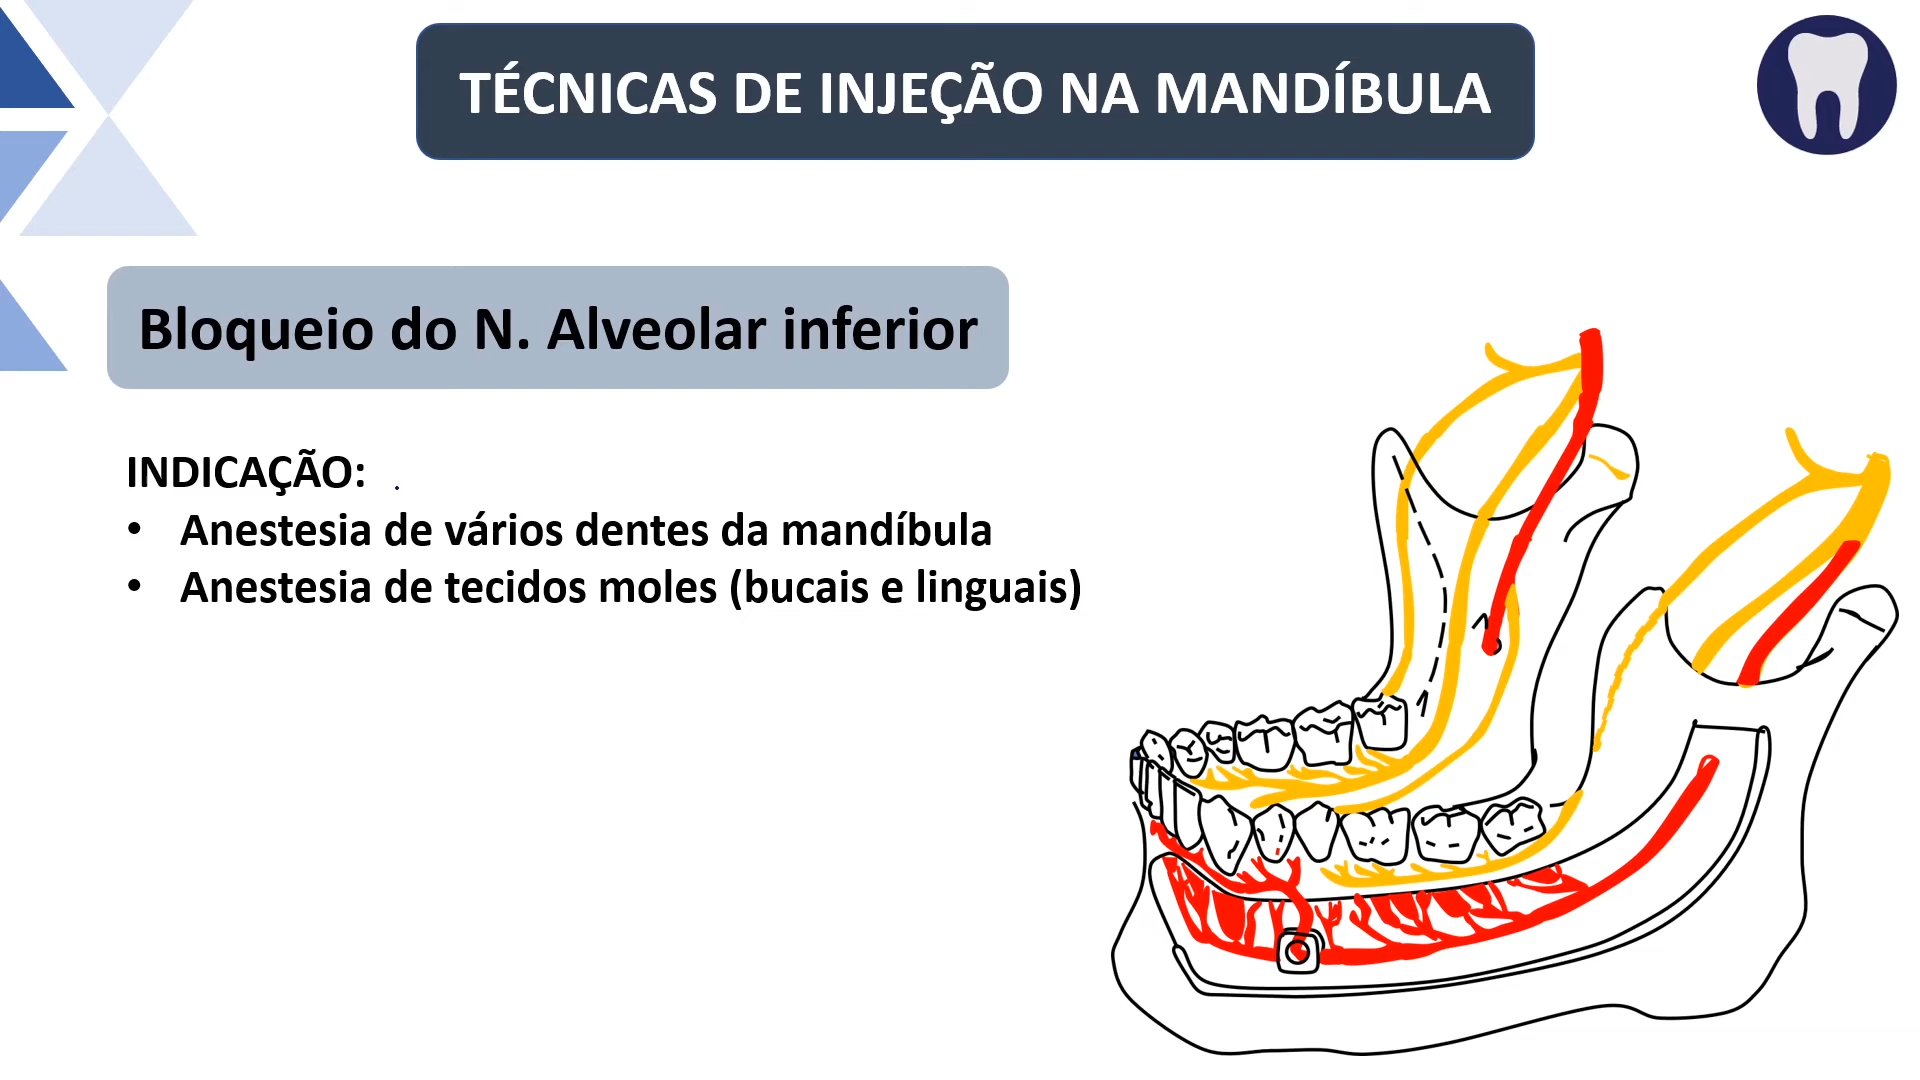 TÉCNICAS DE INJEÇÃO NA MANDÍBULA
Bloqueio do N. Alveolar inferior
INDICAÇÃO:
• Anestesia de vários dentes da mandíbula
• Anestesia de tecidos moles (bucais e linguais)